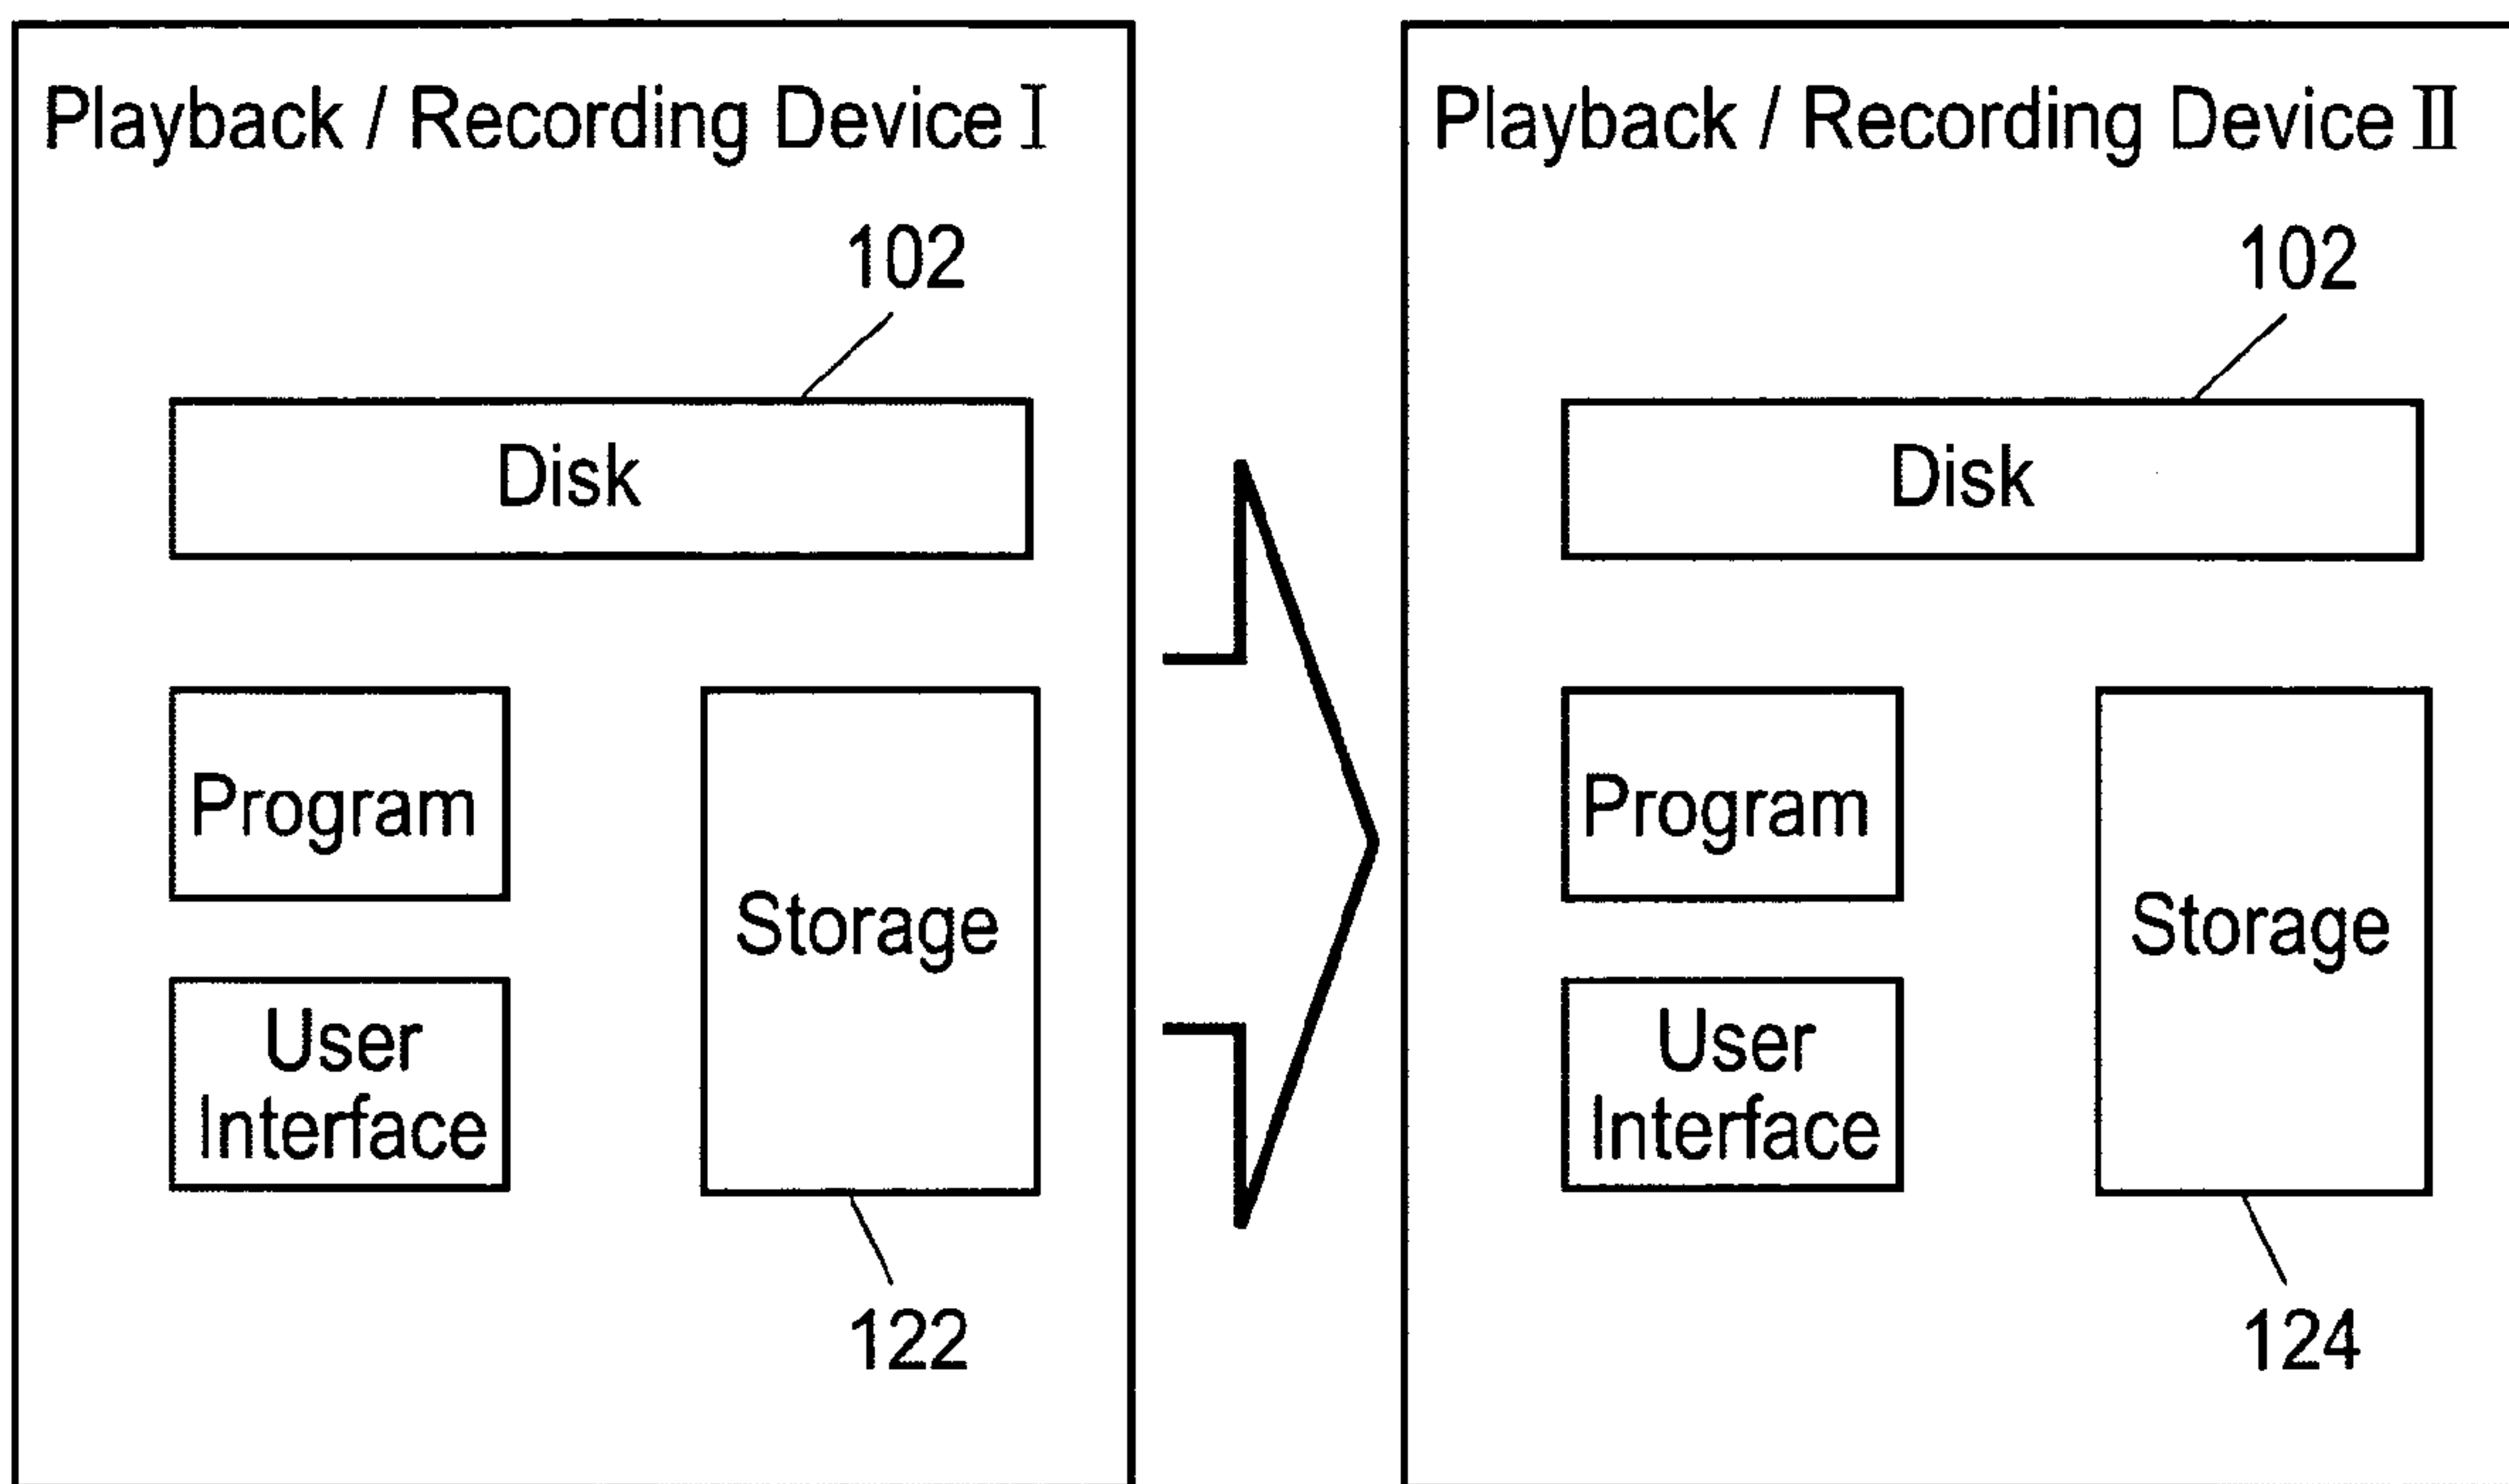 Playback / Recording Device I
102
Disk
Program
Storage
User
Interface
122
Playback / Recording Device II
102
Disk
Program
Storage
User
Interface
124